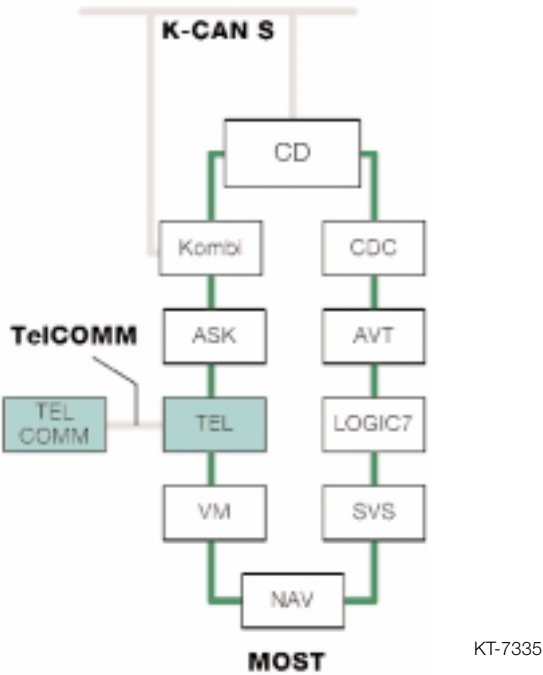 K-CAN S
CD
Kombi
CDC
ASK
AVT
TelCOMM
TEL
COMM
TEL
LOGIC7
VM
SVS
NAV
MOST
KT-7335